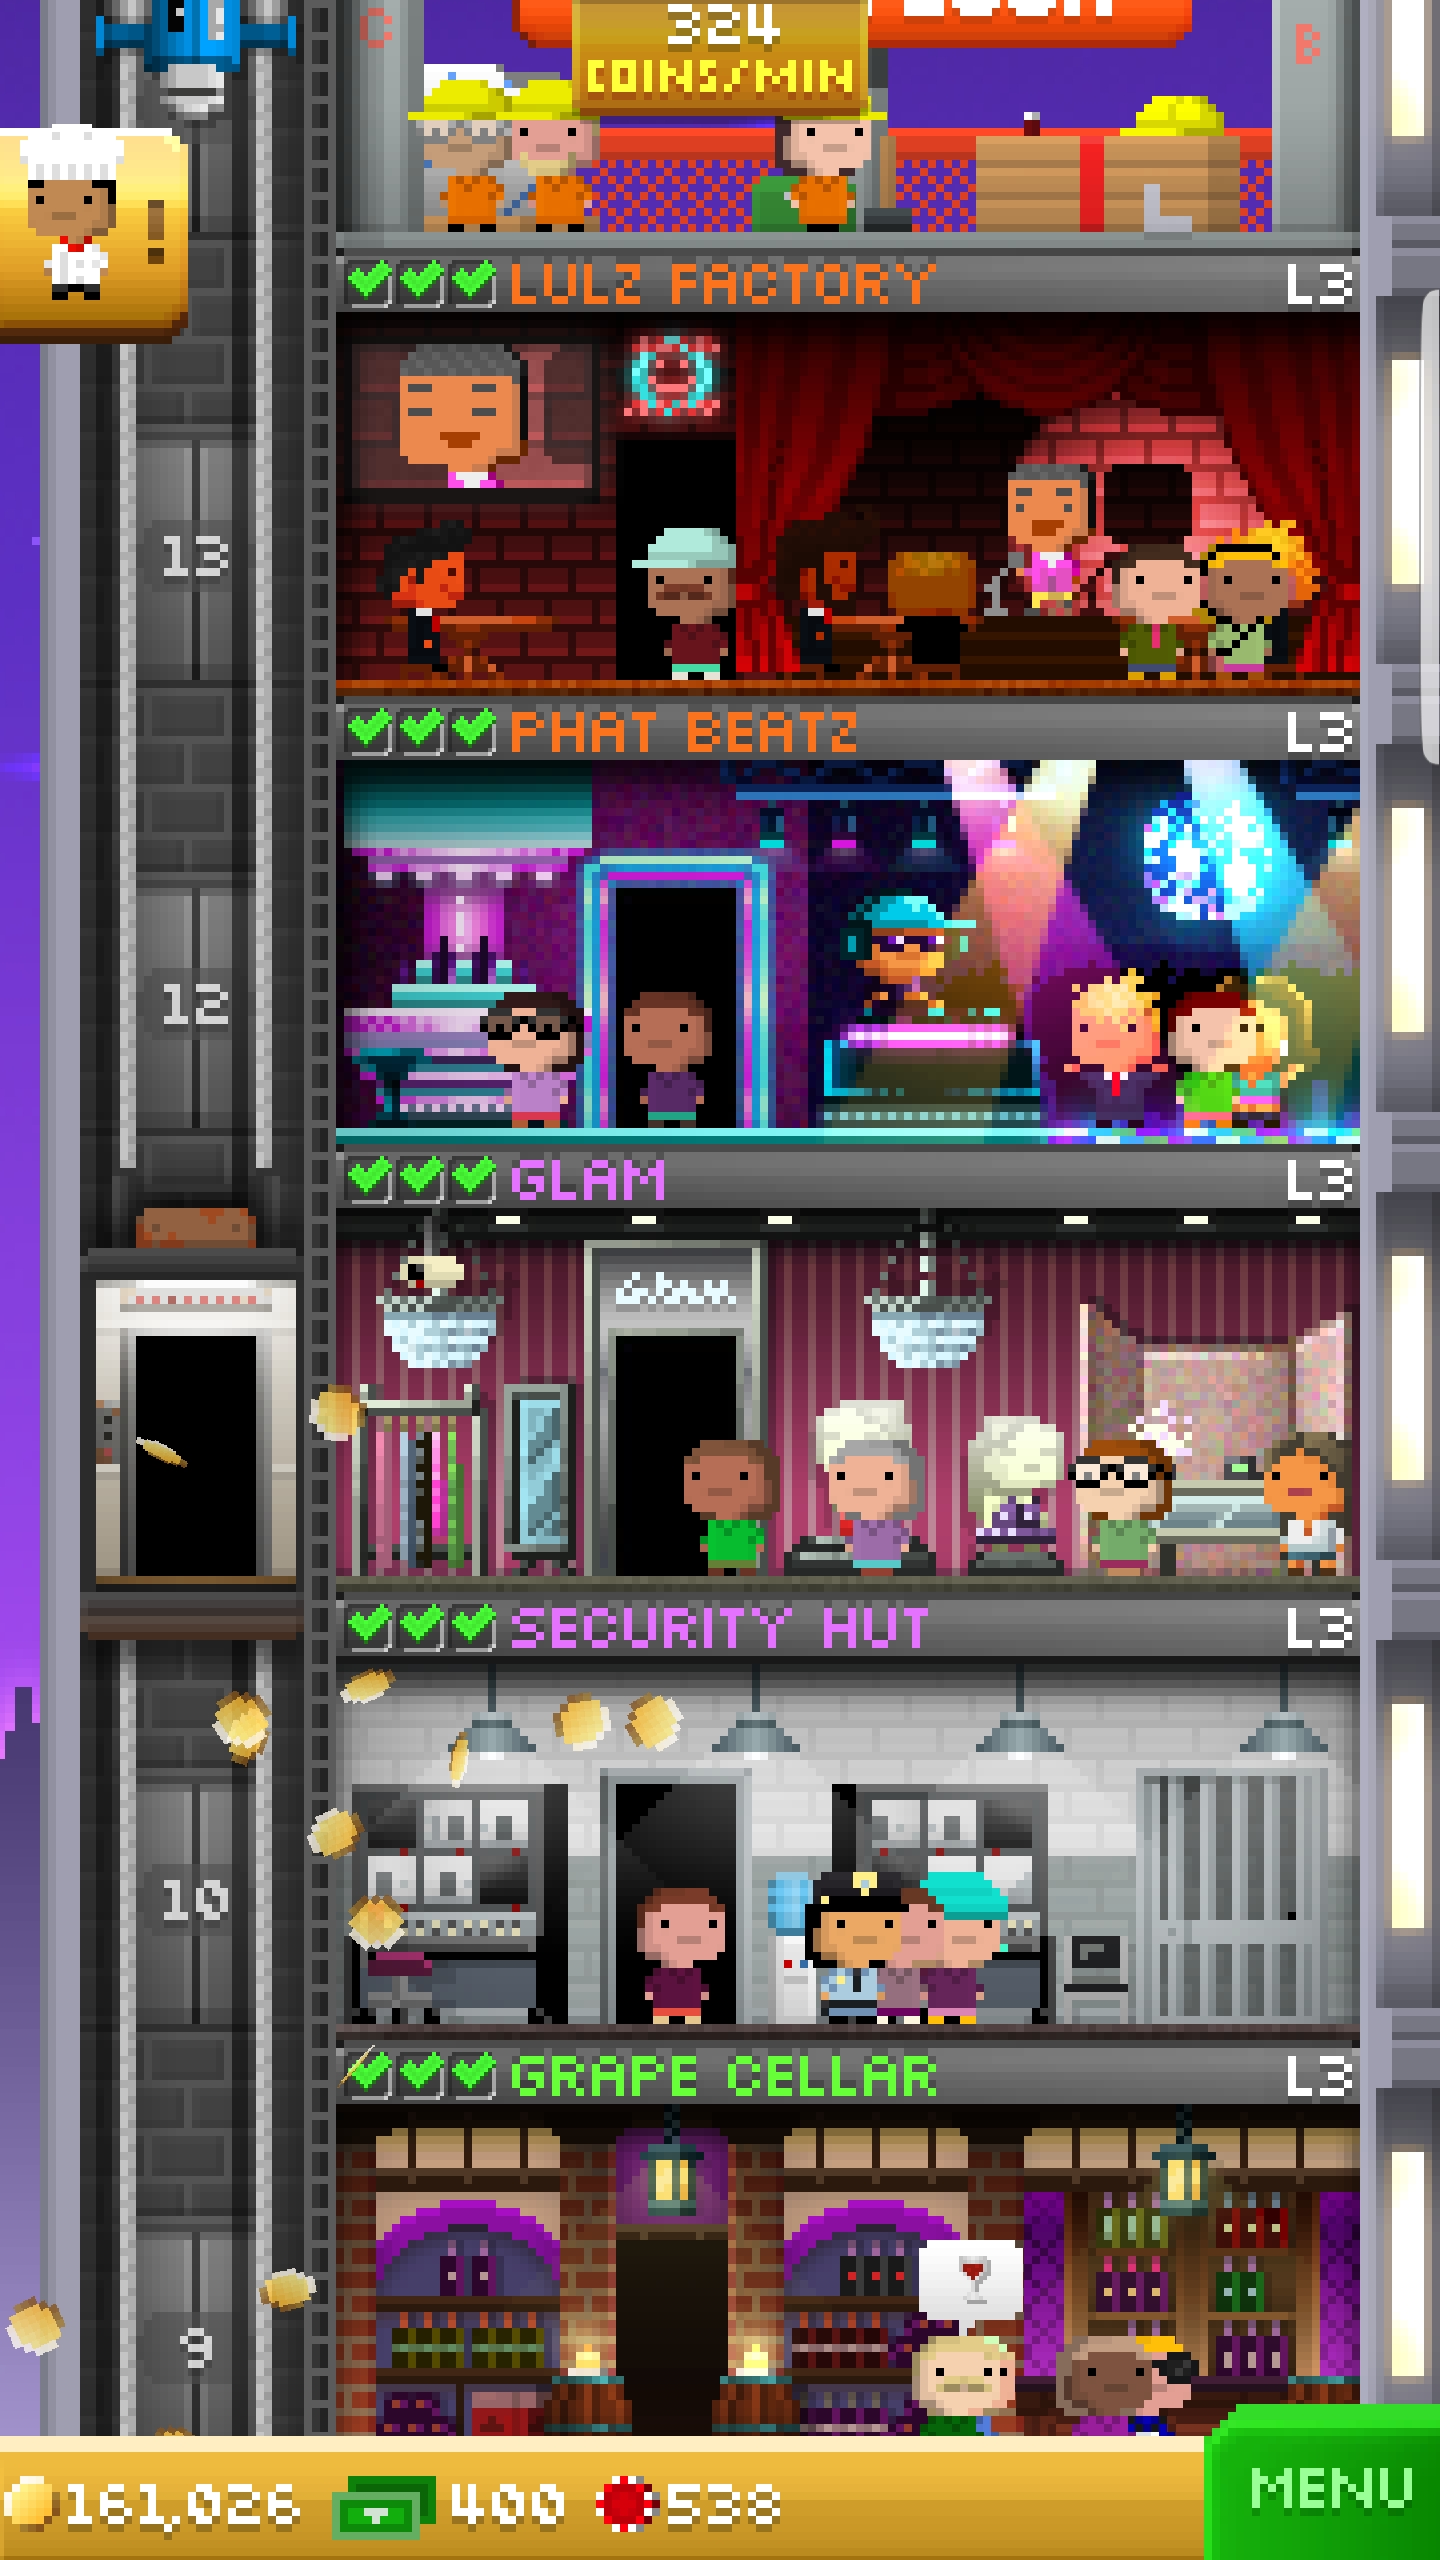 C
B
324
COINS/MIN
!
LULZ FACTORY
L3
13
PHAT BEATZ
L3
12
GLAM
L3
Glam
SECURITY HUT
L3
10
GRAPE CELLAR
L3
9
161,026
400
538
MENU